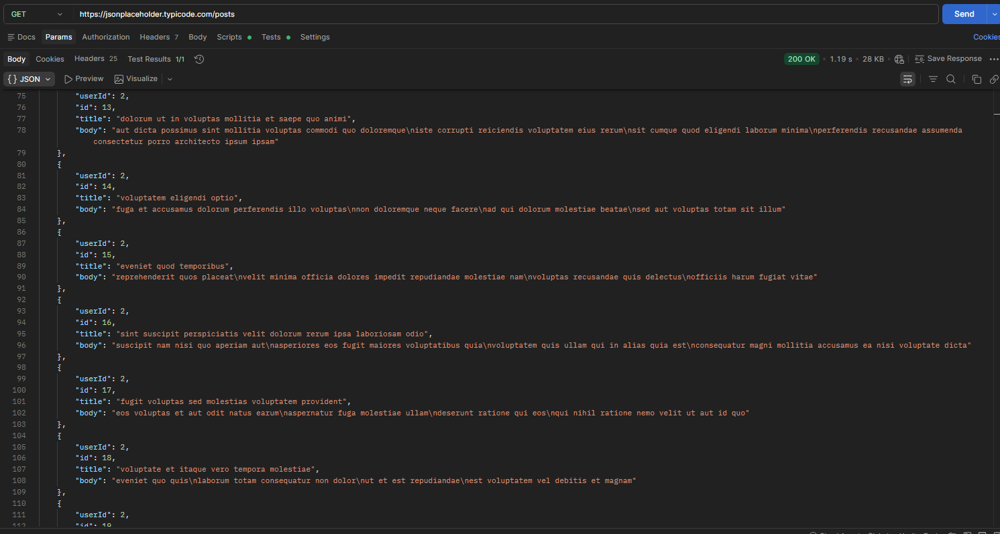 GET https://jsonplaceholder.typicode.com/posts Send
Docs Params Authorization Headers 7 Body Scripts Tests Settings Cookies
Body Cookies Headers 25 Test Results 1/1 200 OK 1.19 s 28 KB e.g. Save Response
{} JSON Preview Visualize
75 "userId": 2,
76 "id": 13,
77 "title": "dolorum ut in voluptas mollitia et saepe quo animi",
78 "body": "aut dicta possimus sint mollitia voluptas commodi quo doloremque\niste corrupti reiciendis voluptatem eius rerum\nsit cumque quod eligendi laborum minima\nperferendis recusandae assumenda
consectetur porro architecto ipsum ipsam"
79 },
80 {
81 "userId": 2,
82 "id": 14,
83 "title": "voluptatem eligendi optio",
84 "body": "fuga et accusamus dolorum perferendis illo voluptas\nnon doloremque neque facere\nad qui dolorum molestiae beatae\nsed aut voluptas totam sit illum"
85 },
86 {
87 "userId": 2,
88 "id": 15,
89 "title": "eveniet quod temporibus",
90 "body": "reprehenderit quos placeat\nvelit minima officia dolores impedit repudiandae molestiae nam\nvoluptas recusandae quis delectus\nofficiis harum fugiat vitae"
91 },
92 {
93 "userId": 2,
94 "id": 16,
95 "title": "sint suscipit perspiciatis velit dolorum rerum ipsa laboriosam odio",
96 "body": "suscipit nam nisi quo aperiam aut\nasperiores eos fugit maiores voluptatibus quia\nvoluptatem quis ullam qui in alias quia est\nconsequatur magni mollitia accusamus ea nisi voluptate dicta"
97 },
98 {
99 "userId": 2,
100 "id": 17,
101 "title": "fugit voluptas sed molestias voluptatem provident",
102 "body": "eos voluptas et aut odit natus earum\naspernatur fuga molestiae ullam\ndeserunt ratione qui eos\nqui nihil ratione nemo velit ut aut id quo"
103 },
104 {
105 "userId": 2,
106 "id": 18,
107 "title": "voluptate et itaque vero tempora molestiae",
108 "body": "eveniet quo quis\nlaborum totam consequatur non dolor\nut et est repudiandae\nest voluptatem vel debitis et magnam"
109 },
110 {
111 "userId": 2,
112 "id": 19